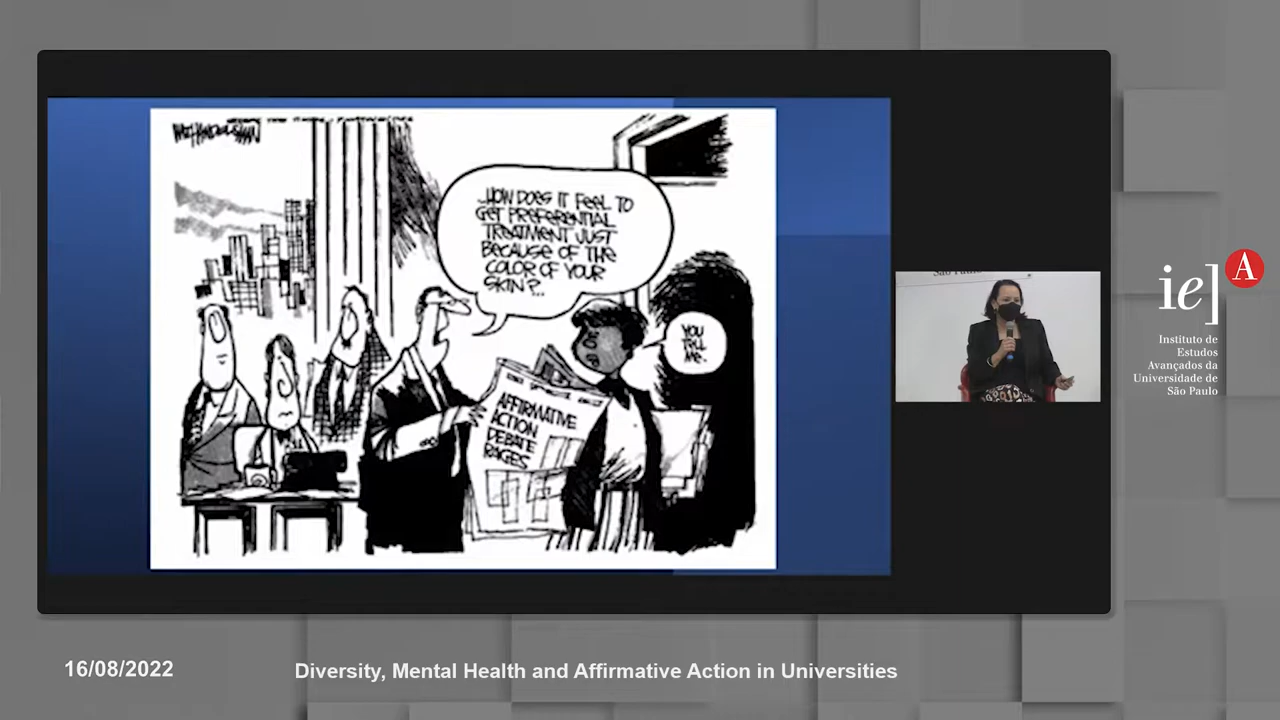 ...HOW DOES IT FEEL TO
GET PREFERENTIAL
TREATMENT JUST
BECAUSE OF THE
COLOR OF YOUR
SKIN?...
YOU
TELL
ME.
AFFIRMATIVE
ACTION
DEBATE
RAGES
São Paulo
ie]
A
Instituto de
Estudos
Avançados da
Universidade de
São Paulo
16/08/2022
Diversity, Mental Health and Affirmative Action in Universities